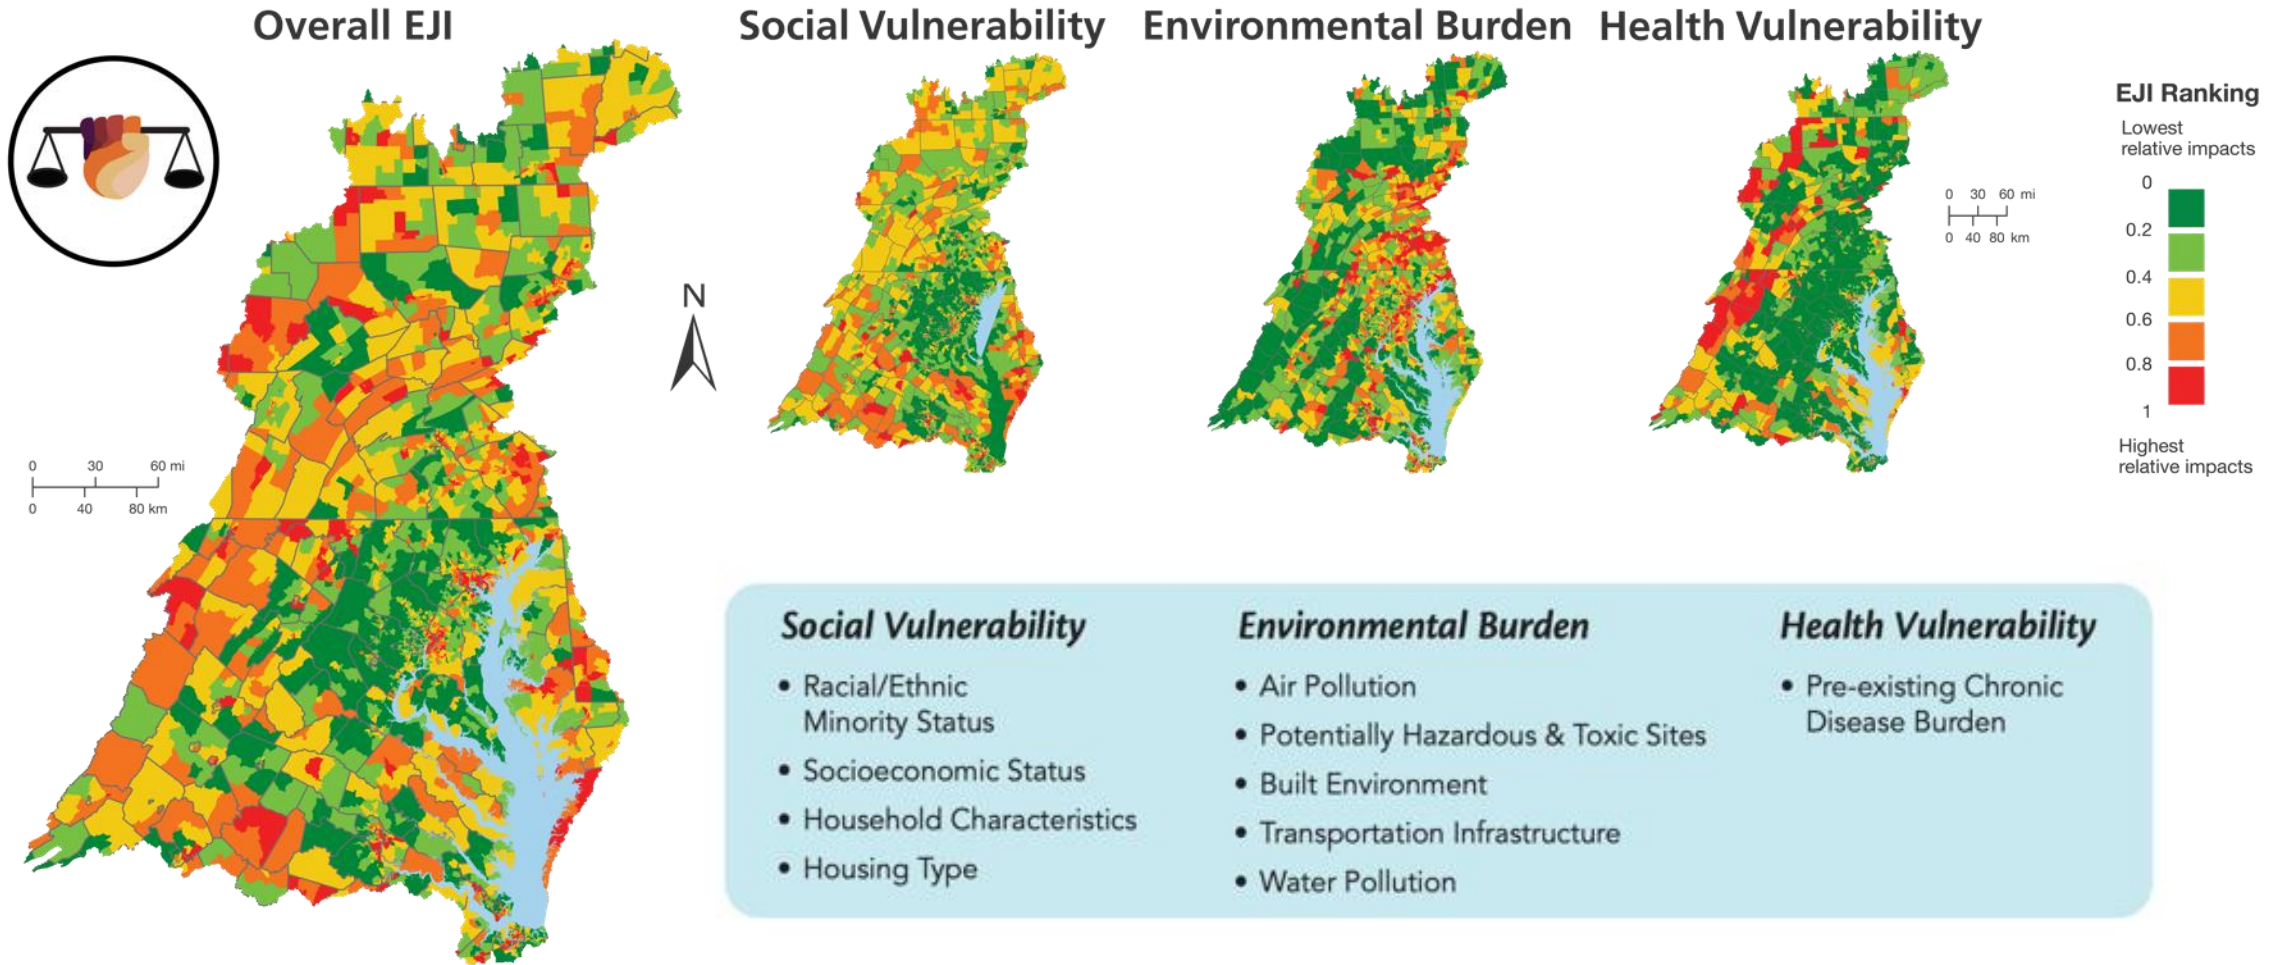 Overall EJI
Social Vulnerability
Environmental Burden
Health Vulnerability
EJI Ranking
Lowest
relative impacts
0
0.2
0.4
0.6
0.8
1
Highest
relative impacts
0 30 60 mi
0 40 80 km
N
0 30 60 mi
0 40 80 km
Social Vulnerability
• Racial/Ethnic
Minority Status
• Socioeconomic Status
• Household Characteristics
• Housing Type
Environmental Burden
• Air Pollution
• Potentially Hazardous & Toxic Sites
• Built Environment
• Transportation Infrastructure
• Water Pollution
Health Vulnerability
• Pre-existing Chronic
Disease Burden